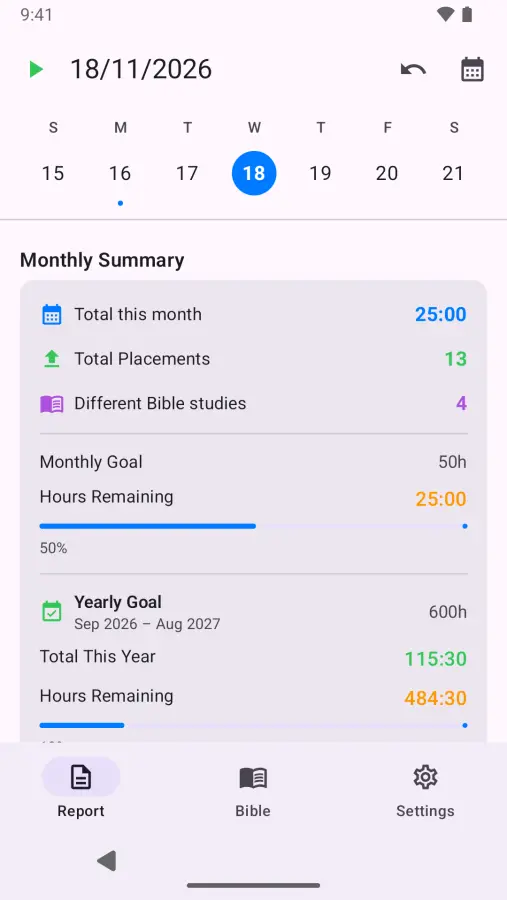 9:41
18/11/2026
S M T W T F S
15 16 17 18 19 20 21
Monthly Summary
Total this month 25:00
Total Placements 13
Different Bible studies 4
Monthly Goal 50h
Hours Remaining 25:00
50%
Yearly Goal 600h
Sep 2026 – Aug 2027
Total This Year 115:30
Hours Remaining 484:30
Report Bible Settings